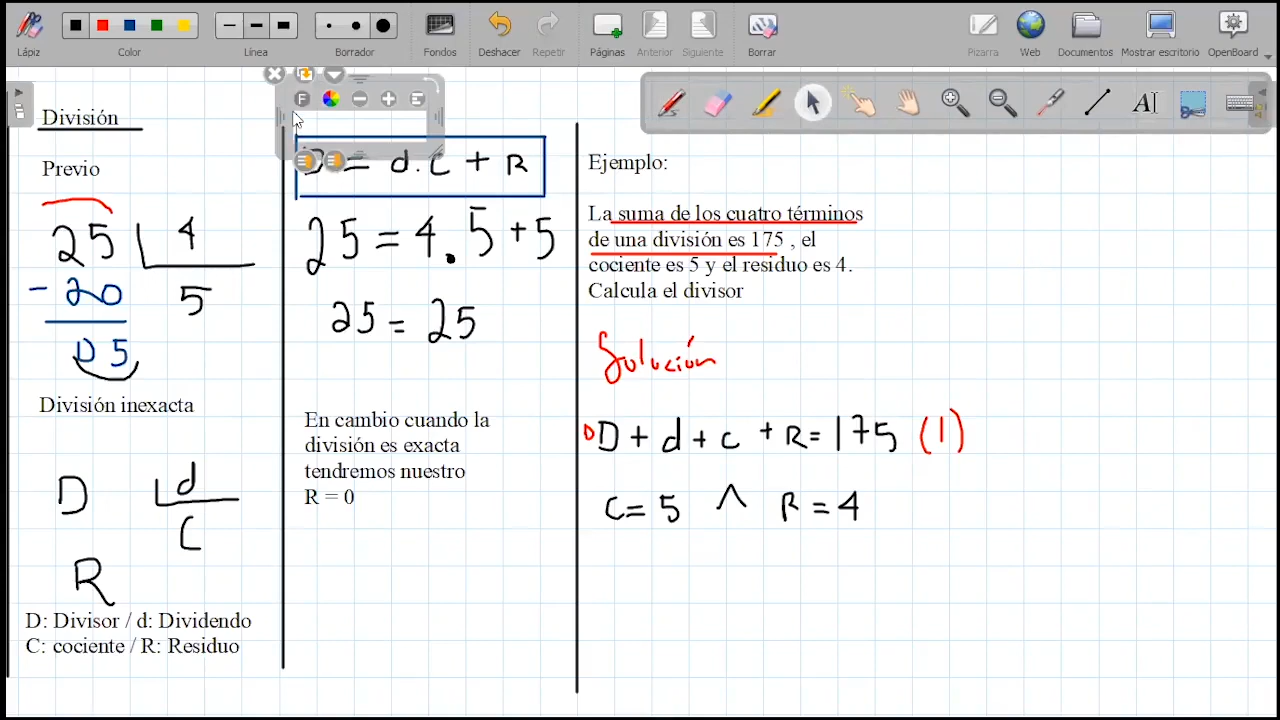 Lápiz
Color
Línea
Borrador
Fondos
Deshacer
Repetir
Páginas
Anterior
Siguiente
Borrar
Pizarra
Web
Documentos
Mostrar escritorio
OpenBoard
División
Previo
25 4
- 20 5
05
División inexacta
D d
C
R
D: Divisor / d: Dividendo
C: cociente / R: Residuo
F
D = d.C + R
25 = 4.5 + 5
25 = 25
En cambio cuando la
división es exacta
tendremos nuestro
R = 0
AI
Ejemplo:
La suma de los cuatro términos
de una división es 175 , el
cociente es 5 y el residuo es 4.
Calcula el divisor
Solución
D D + d + c + R = 175 (1)
C = 5 ∧ R = 4